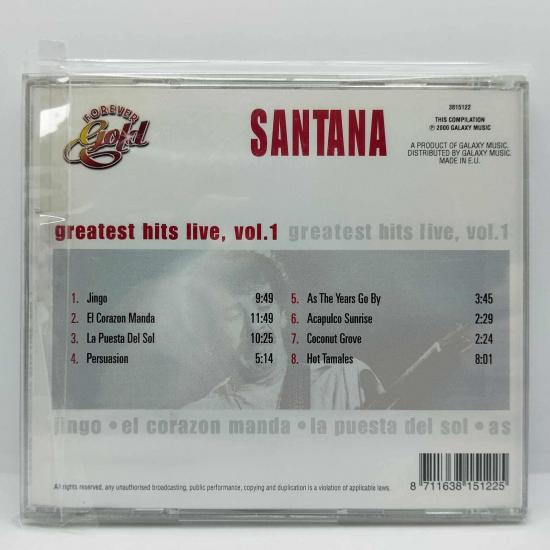 FOREVER
Gold
SANTANA
3815122
THIS COMPILATION
℗ 2000 GALAXY MUSIC
A PRODUCT OF GALAXY MUSIC.
DISTRIBUTED BY GALAXY MUSIC.
MADE IN E.U.
greatest hits live, vol.1 greatest hits live, vol.1
1. Jingo 9:49
2. El Corazon Manda 11:49
3. La Puesta Del Sol 10:25
4. Persuasion 5:14
5. As The Years Go By 3:45
6. Acapulco Sunrise 2:29
7. Coconut Grove 2:24
8. Hot Tamales 8:01
jingo • el corazon manda • la puesta del sol • as
All rights reserved, any unauthorised broadcasting, public performance, copying and duplication is a violation of applicable laws.
8 711638 151225